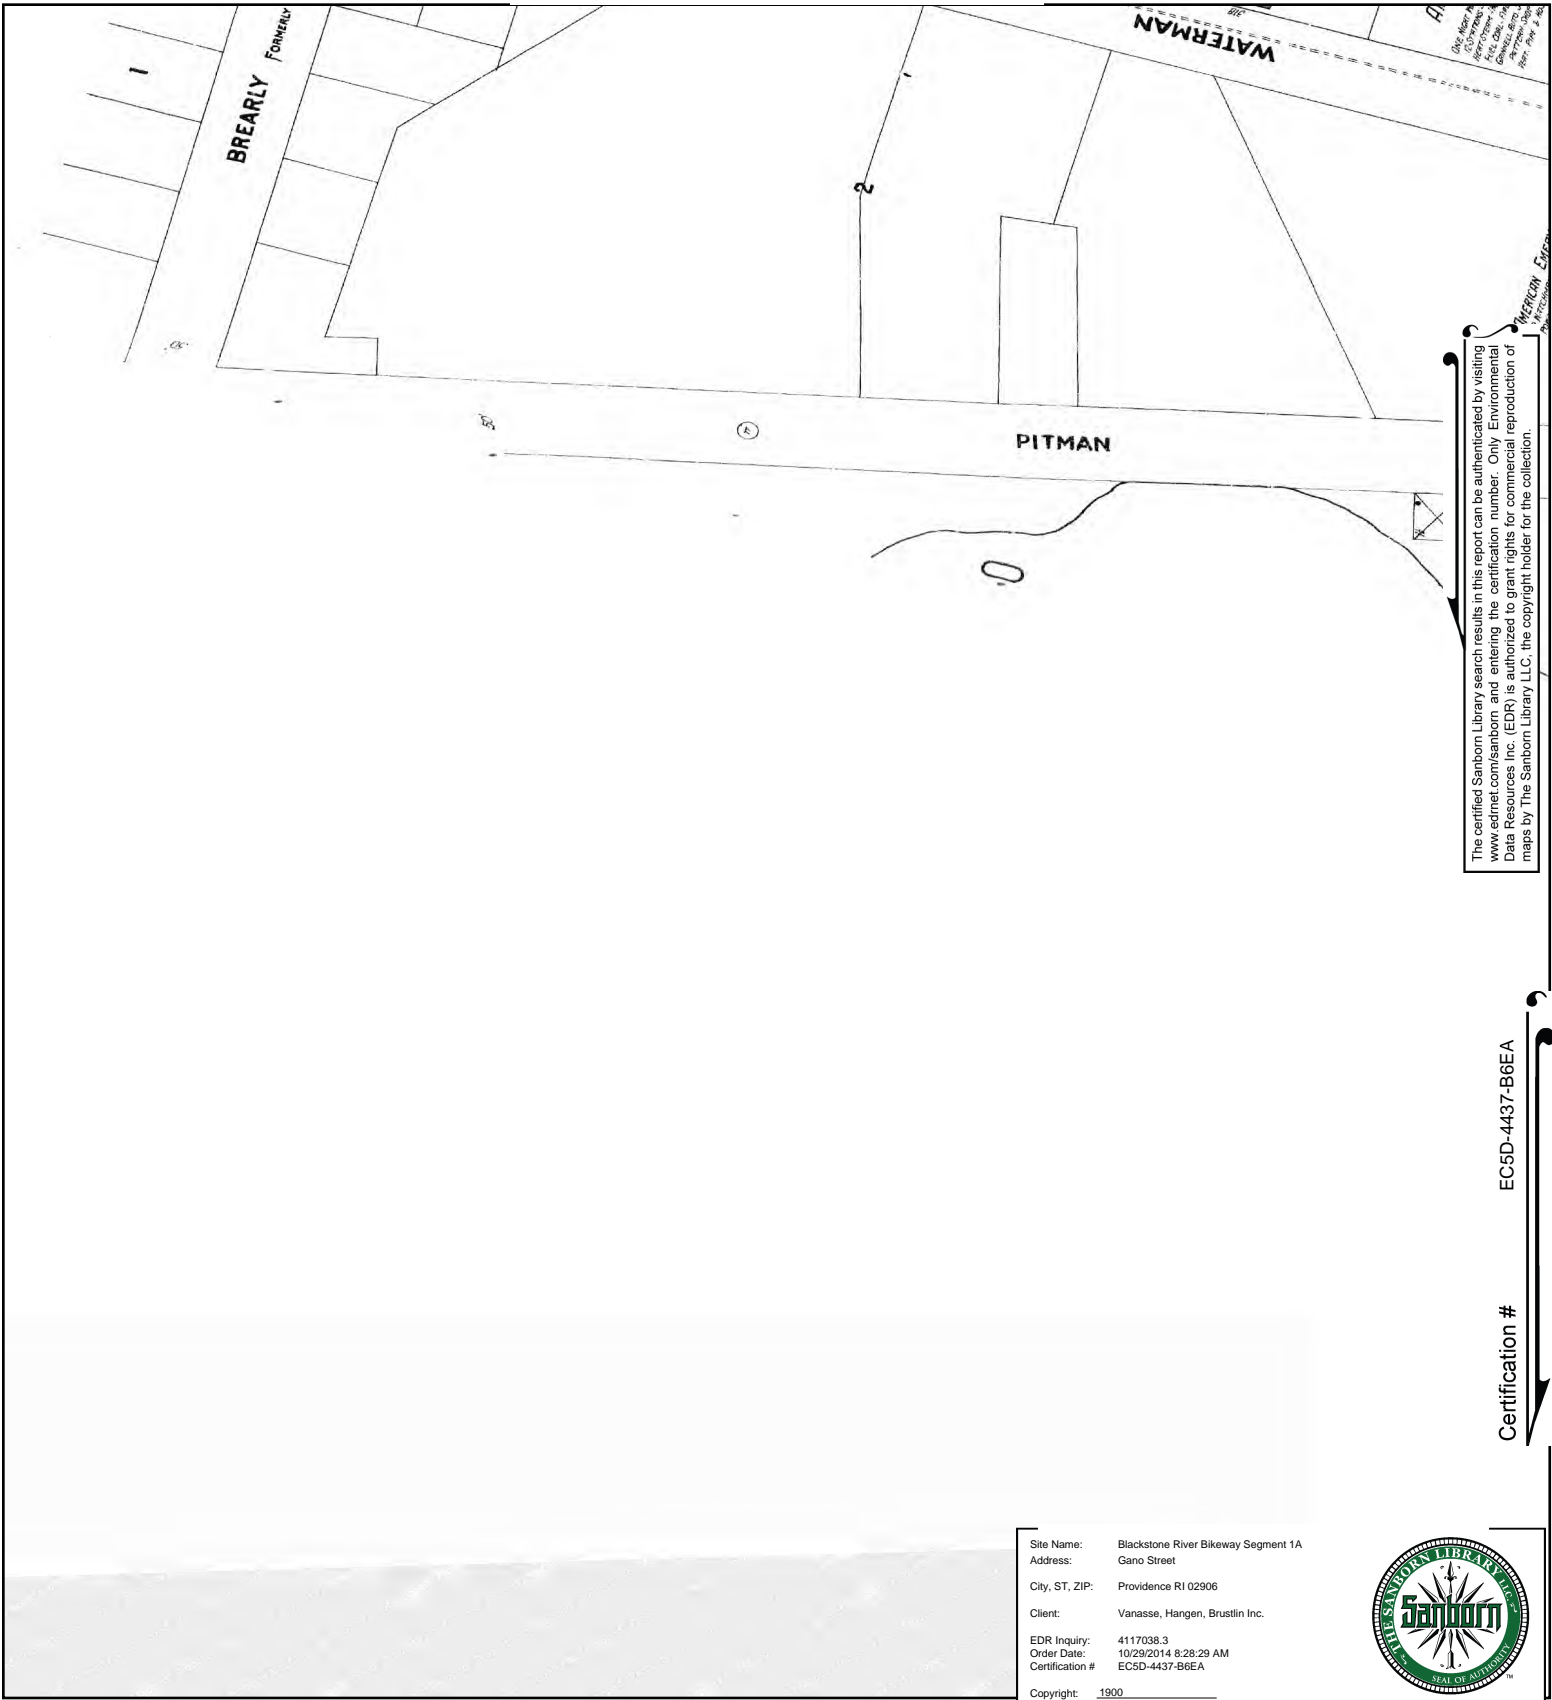 1
BREARLY FORMERLY
2
WATERMAN
ONE NIGHT
AMERICAN
50
PITMAN
The certified Sanborn Library search results in this report can be authenticated by visiting
www.edrnet.com/sanborn and entering the certification number. Only Environmental
Data Resources Inc. (EDR) is authorized to grant rights for commercial reproduction of
maps by The Sanborn Library LLC, the copyright holder for the collection.
Certification # EC5D-4437-B6EA
Site Name: Blackstone River Bikeway Segment 1A
Address: Gano Street
City, ST, ZIP: Providence RI 02906
Client: Vanasse, Hangen, Brustlin Inc.
EDR Inquiry: 4117038.3
Order Date: 10/29/2014 8:28:29 AM
Certification # EC5D-4437-B6EA
Copyright: 1900
THE SANBORN LIBRARY LLC.
Sanborn
SEAL OF AUTHORITY
TM